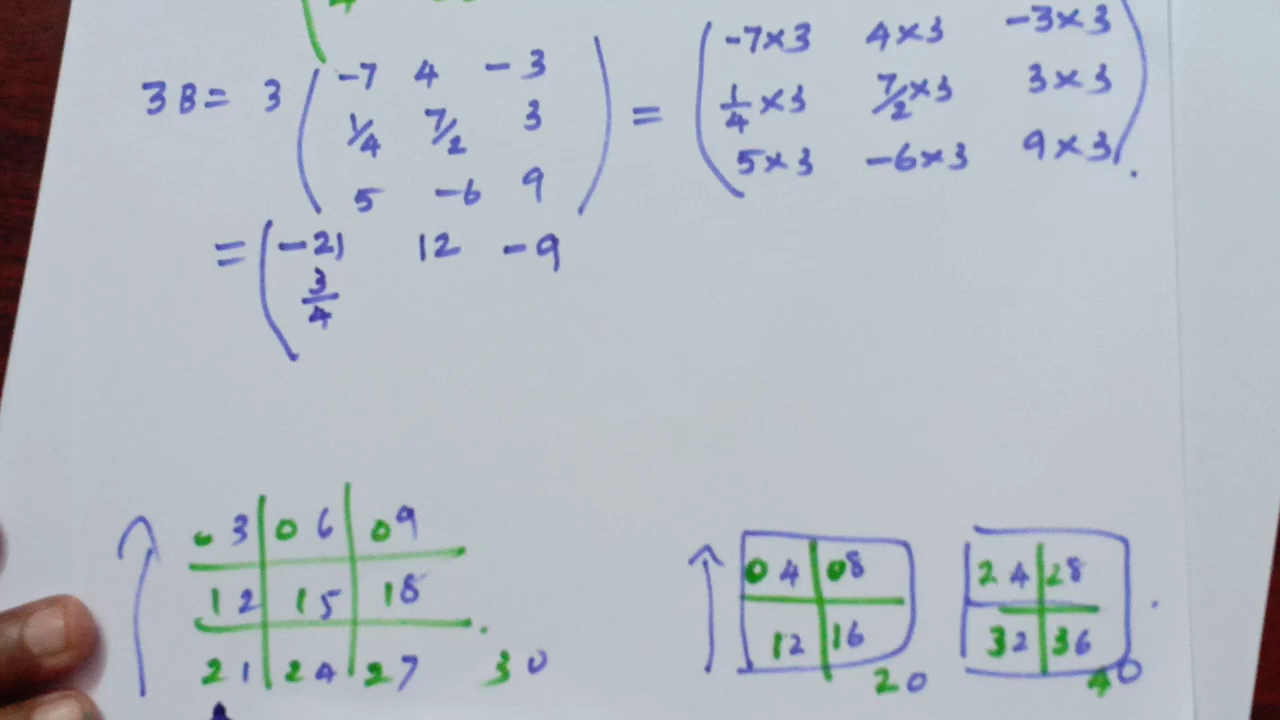 3B = 3 ( -7 4 -3 ) = ( -7×3 4×3 -3×3 )
( 1/4 7/2 3 ) ( 1/4 ×3 7/2 ×3 3×3 )
( 5 -6 9 ) ( 5×3 -6×3 9×3 ) .
= ( -21 12 -9
3/4
03 06 09
12 15 18
21 24 27 30
04 08
12 16
20
24 28
32 36
40